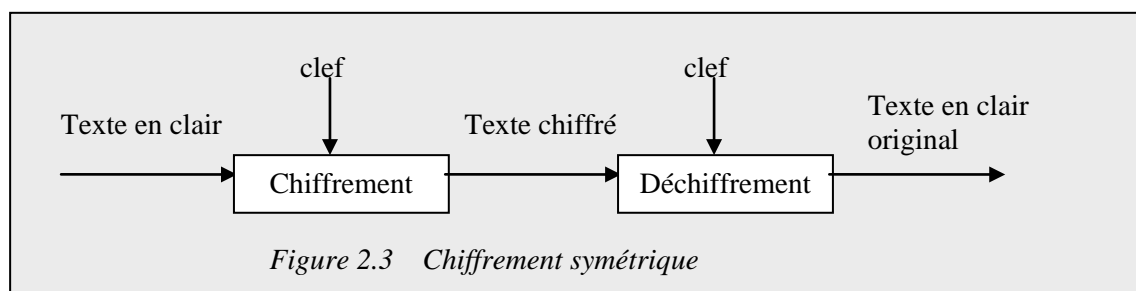 clef
clef
Texte en clair
Texte chiffré
Texte en clair
original
Chiffrement
Déchiffrement
Figure 2.3 Chiffrement symétrique